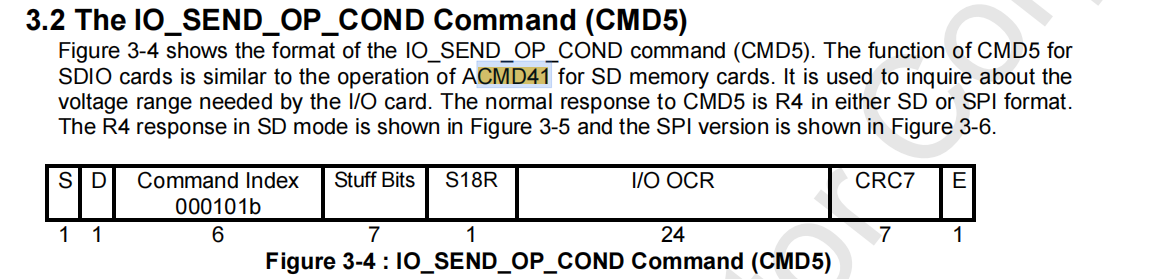 3.2 The IO_SEND_OP_COND Command (CMD5)
Figure 3-4 shows the format of the IO_SEND_OP_COND command (CMD5). The function of CMD5 for
SDIO cards is similar to the operation of ACMD41 for SD memory cards. It is used to inquire about the
voltage range needed by the I/O card. The normal response to CMD5 is R4 in either SD or SPI format.
The R4 response in SD mode is shown in Figure 3-5 and the SPI version is shown in Figure 3-6.
S D Command Index Stuff Bits S18R I/O OCR CRC7 E
000101b
1 1 6 7 1 24 7 1
Figure 3-4 : IO_SEND_OP_COND Command (CMD5)